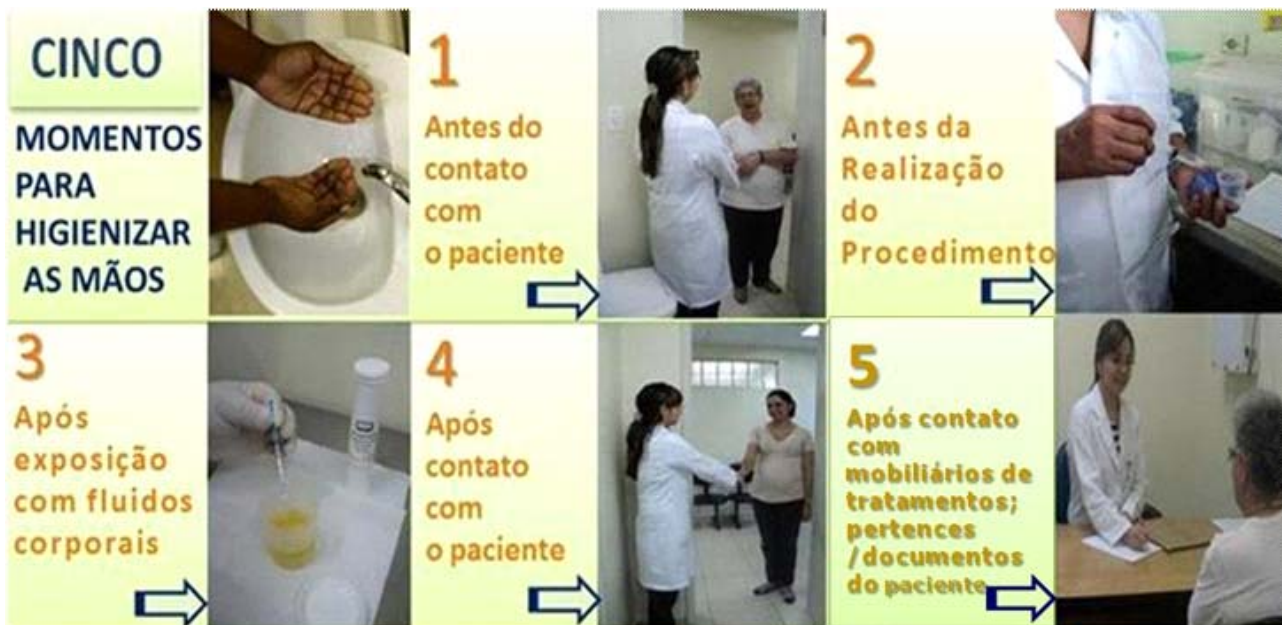 CINCO
MOMENTOS
PARA
HIGIENIZAR
AS MÃOS
1
Antes do
contato
com
o paciente
2
Antes da
Realização
do
Procedimento
3
Após
exposição
com fluidos
corporais
4
Após
contato
com
o paciente
5
Após contato
com
mobiliários de
tratamentos;
pertences
/documentos
do paciente